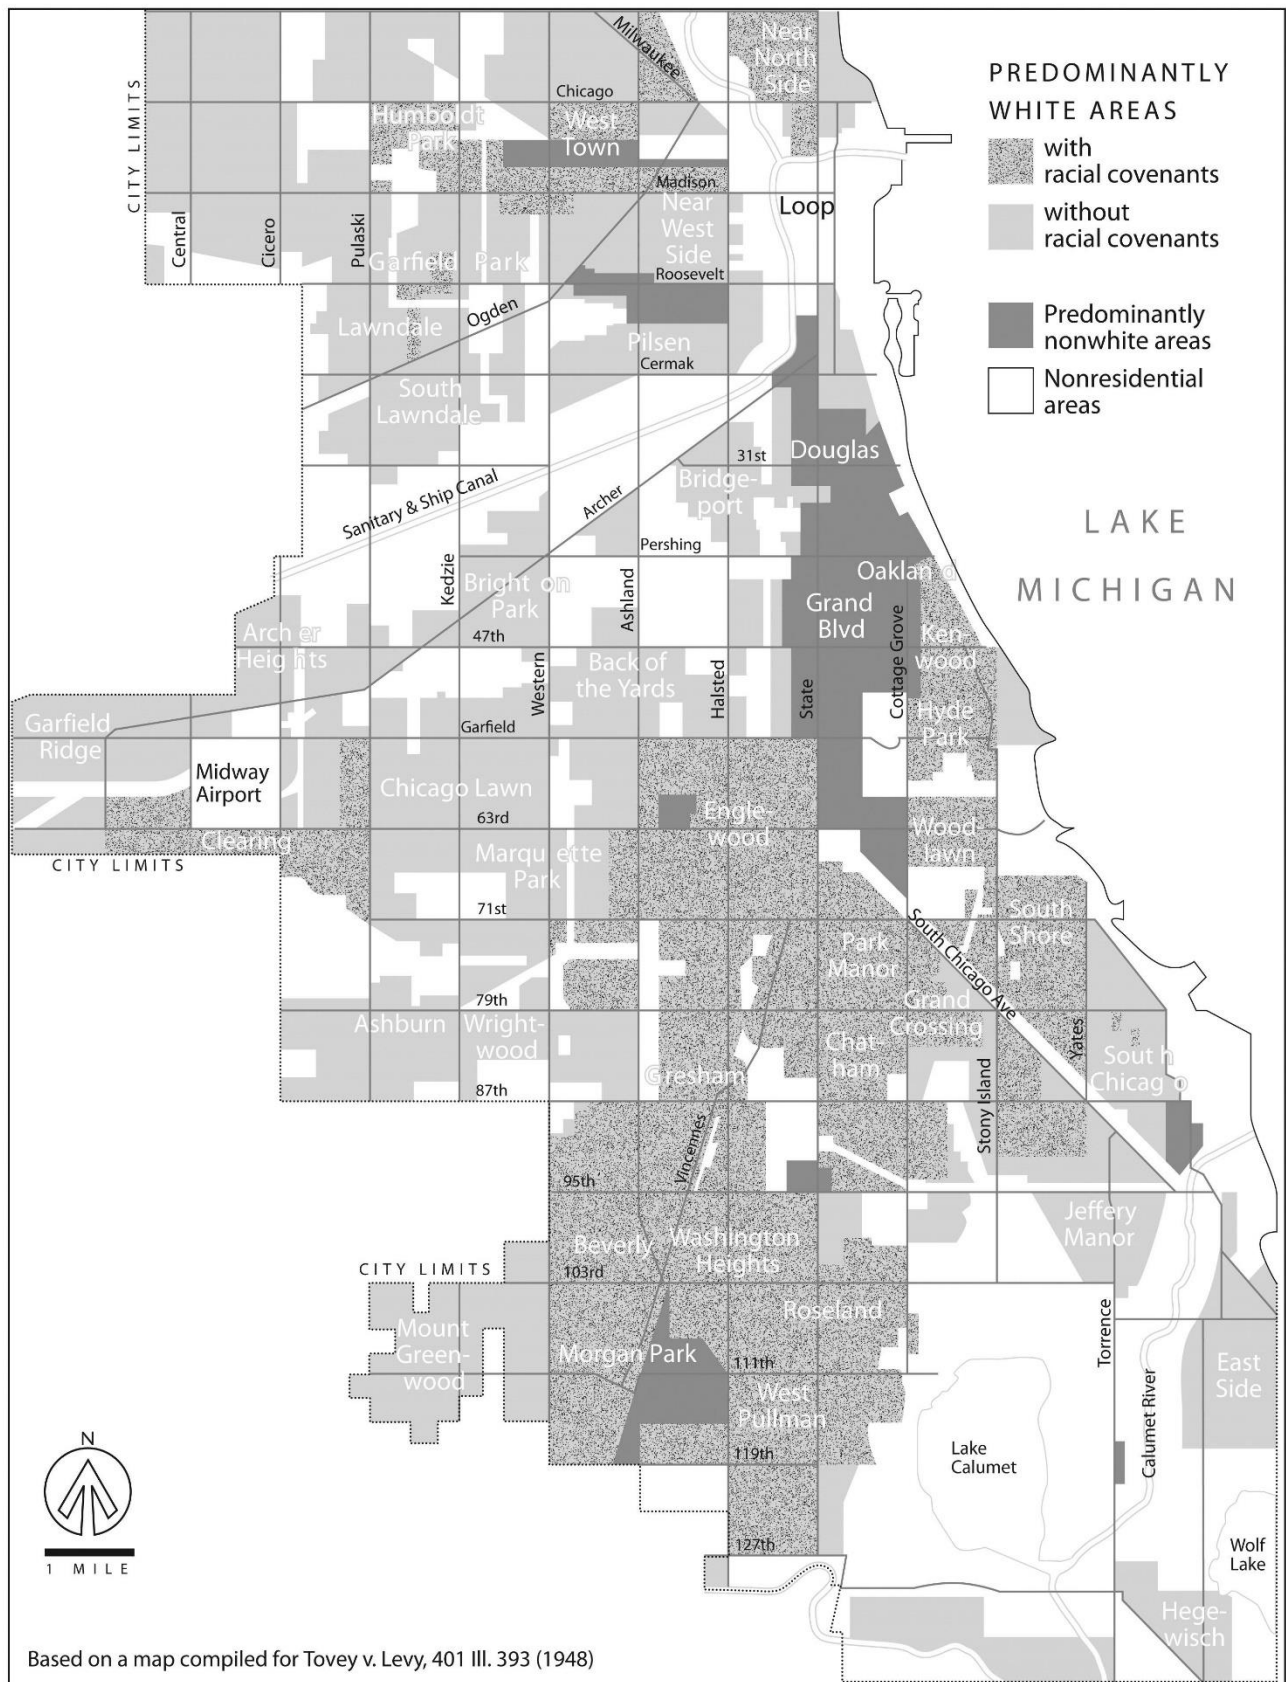 PREDOMINANTLY
WHITE AREAS
with
racial covenants
without
racial covenants
Predominantly
nonwhite areas
Nonresidential
areas
LAKE
MICHIGAN
CITY LIMITS
Milwaukee
Near
North
Side
Chicago
Humboldt
Park
West
Town
Madison
Loop
Near
West
Side
Central
Cicero
Pulaski
Garfield Park
Roosevelt
Ogden
Lawndale
Pilsen
Cermak
South
Lawndale
Douglas
31st
Bridge-
port
Sanitary & Ship Canal
Archer
Pershing
Kedzie
Brighton
Park
Ashland
Oakland
Grand
Blvd
Cottage Grove
Ken-
wood
47th
Archer
Heights
Western
Back of
the Yards
Halsted
State
Garfield
Ridge
Garfield
Hyde
Park
Midway
Airport
Chicago Lawn
63rd
Engle-
wood
Wood-
lawn
Clearing
CITY LIMITS
Marquette
Park
71st
South
Shore
South Chicago Ave
Park
Manor
79th
Grand
Crossing
Ashburn
Wright-
wood
Chat-
ham
Yates
South
Chicago
Gresham
87th
Stony Island
Vincennes
95th
Jeffery
Manor
Beverly
Washington
Heights
CITY LIMITS
103rd
Roseland
Mount
Green-
wood
Morgan Park
111th
Torrence
Calumet River
East
Side
West
Pullman
119th
Lake
Calumet
127th
Wolf
Lake
Hege-
wisch
N
1 MILE
Based on a map compiled for Tovey v. Levy, 401 Ill. 393 (1948)